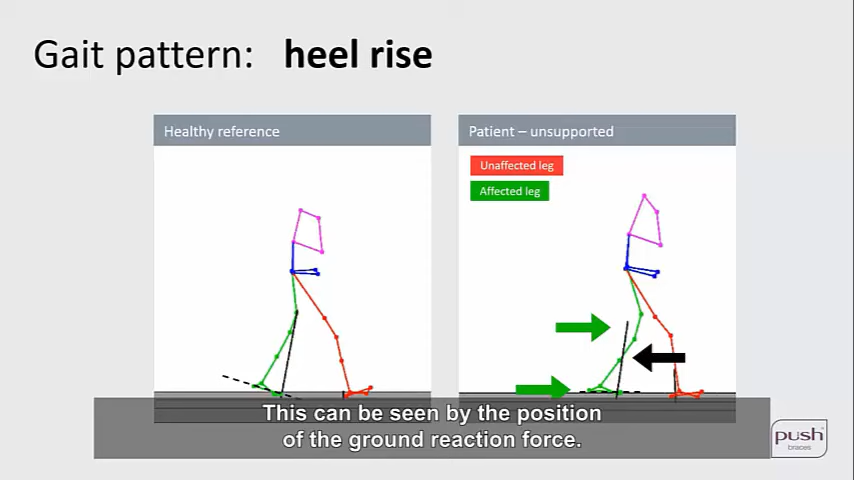 Gait pattern: heel rise
Healthy reference
Patient – unsupported
Unaffected leg
Affected leg
This can be seen by the position
of the ground reaction force.
push
braces